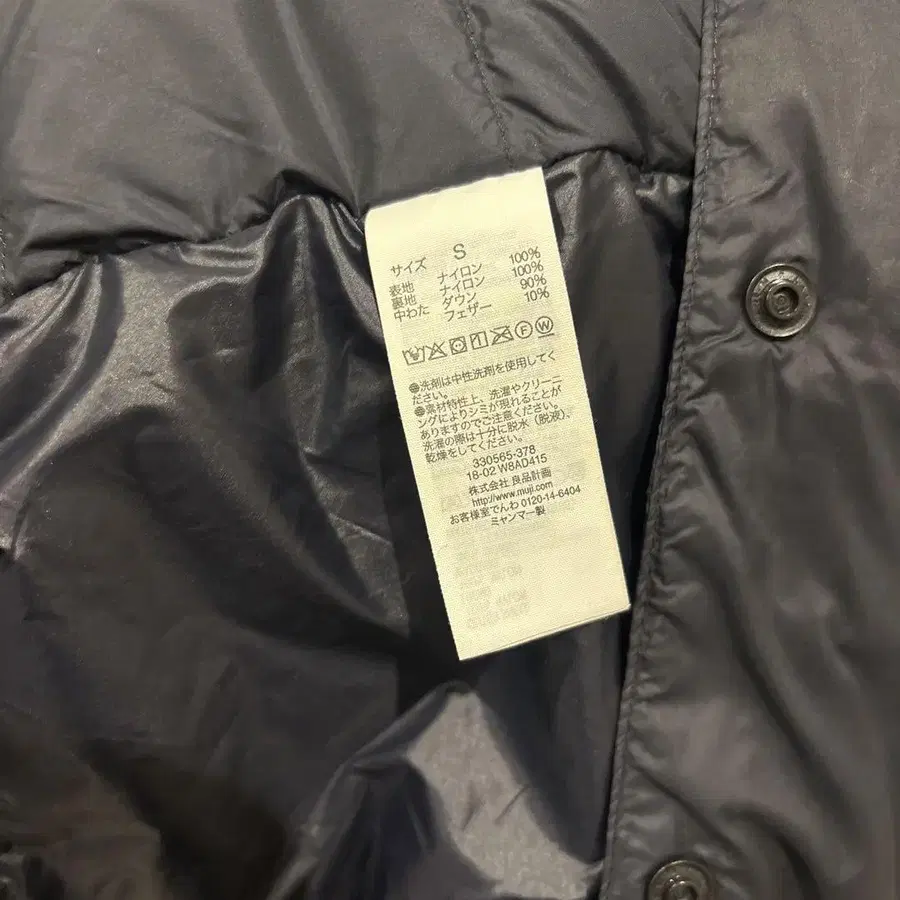 サイズ S
表地 ナイロン 100%
裏地 ナイロン 100%
中わた ダウン 90%
フェザー 10%
F W
●洗剤は中性洗剤を使用してく
ださい。
●素材特性上、洗濯やクリーニ
ングによりシミが現れることが
ありますのでご注意ください。
洗濯の際は十分に脱水(脱液)、
乾燥をしてください。
330565-378
18-02 W8AD415
株式会社 良品計画
http://www.muji.com
お客様室でんわ 0120-14-6404
ミャンマー製